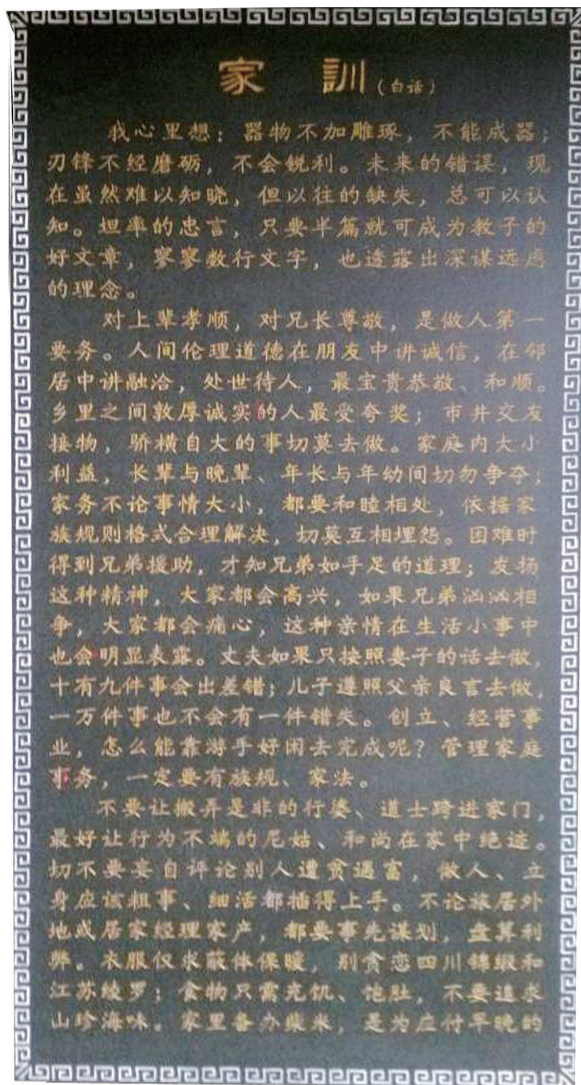 家 訓（白话）
我心里想：器物不加雕琢，不能成器；
刃锋不经磨砺，不会锐利。未来的错误，现
在虽然难以知晓，但以往的缺失，总可以认
知。坦率的忠言，只要半篇就可成为教子的
好文章，寥寥数行文字，也透露出深谋远虑
的理念。
对上辈孝顺，对兄长尊敬，是做人第一
要务。人间伦理道德在朋友中讲诚信，在邻
居中讲融洽，处世待人，最宝贵恭敬、和顺。
乡里之间敦厚诚实的人最受夸奖；市井交友
接物，骄横自大的事切莫去做。家庭内大小
利益，长辈与晚辈、年长与年幼间切勿争夺；
家务不论事情大小，都要和睦相处，依据家
族规则格式合理解决，切莫互相埋怨。困难时
得到兄弟援助，才知兄弟如手足的道理；发扬
这种精神，大家都会高兴，如果兄弟汹汹相
争，大家都会痛心，这种亲情在生活小事中
也会明显表露。丈夫如果只按照妻子的话去做，
十有九件事会出差错；儿子遵照父亲良言去做，
一万件事也不会有一件错失。创立、经营事
业，怎么能靠游手好闲去完成呢？管理家庭
事务，一定要有族规、家法。
不要让搬弄是非的行婆、道士跨进家门，
最好让行为不端的尼姑、和尚在家中绝迹。
切不要妄自评论别人遭贫遇富，做人、立
身应该粗事、细活都插得上手。不论旅居外
地或居家经理家产，都要事先谋划，盘算利
弊。衣服仅求蔽体保暖，别贪恋四川锦缎和
江苏绫罗；食物只需充饥、饱肚，不要追求
山珍海味。家里备办柴米，是为应付早晚的